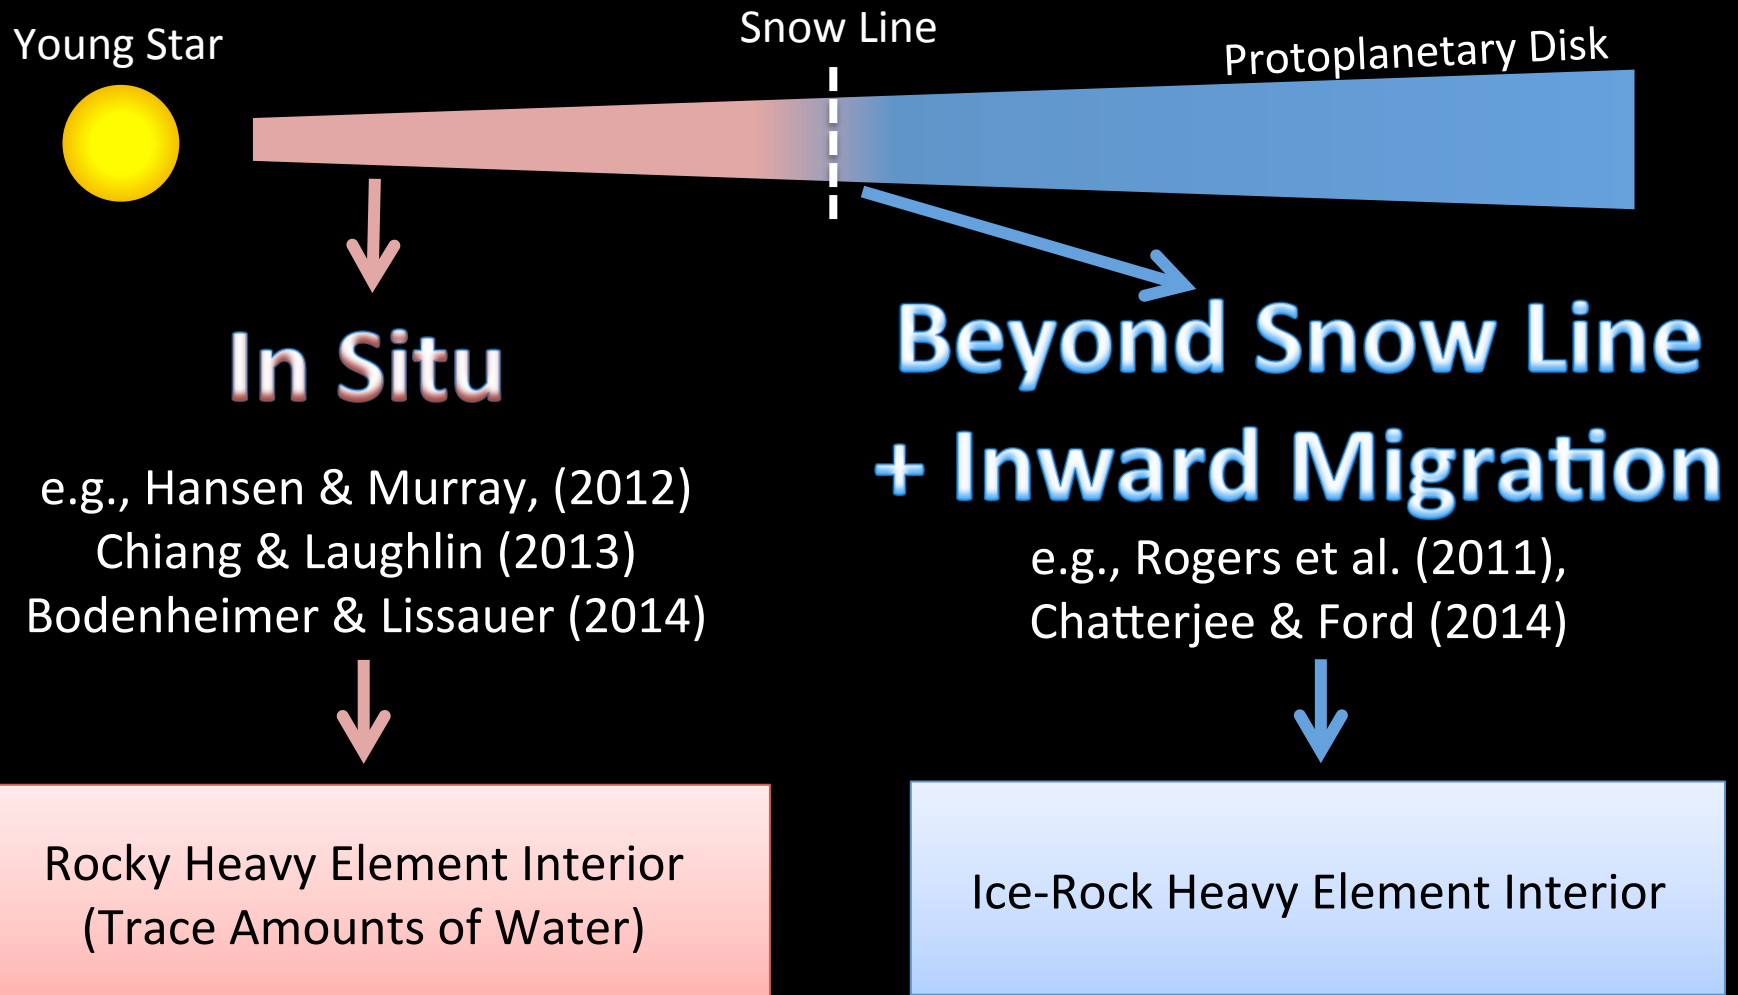 Young Star
Snow Line
Protoplanetary Disk
In Situ
e.g., Hansen & Murray, (2012)
Chiang & Laughlin (2013)
Bodenheimer & Lissauer (2014)
Rocky Heavy Element Interior
(Trace Amounts of Water)
Beyond Snow Line
+ Inward Migration
e.g., Rogers et al. (2011),
Chatterjee & Ford (2014)
Ice-Rock Heavy Element Interior